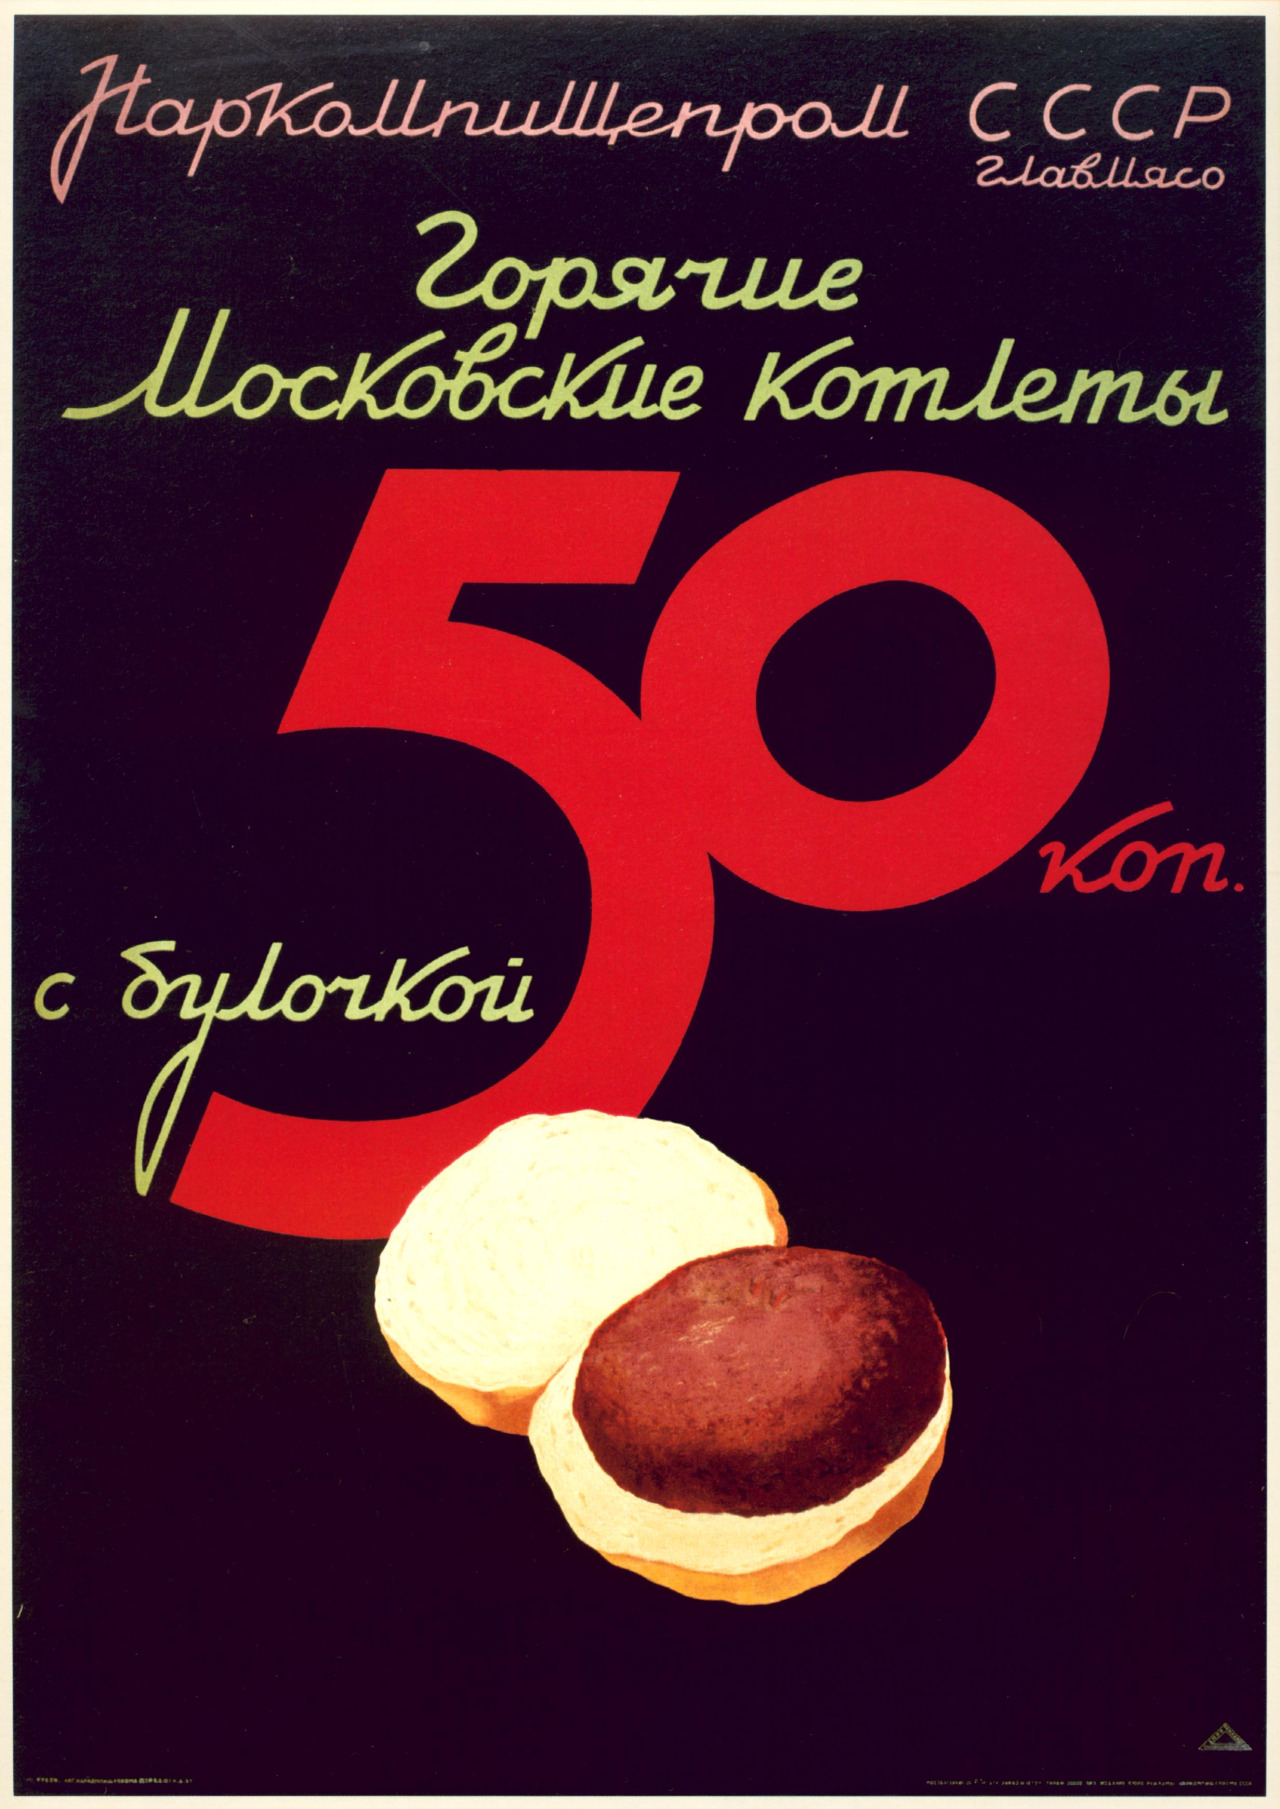 Наркомпищепром СССР
Главмясо
Горячие
Московские котлеты
50
коп.
с булочкой